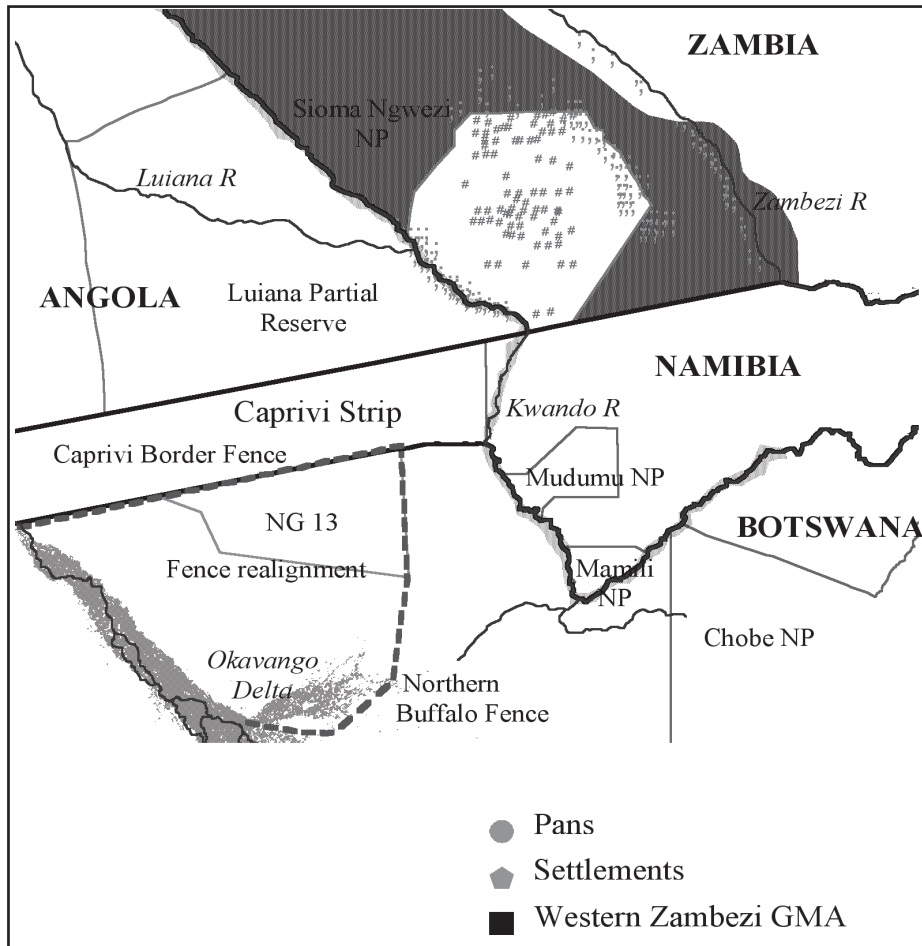 ZAMBIA
Sioma Ngwezi
NP
Luiana R
Zambezi R
ANGOLA
Luiana Partial
Reserve
NAMIBIA
Caprivi Strip
Kwando R
Caprivi Border Fence
Mudumu NP
NG 13
BOTSWANA
Fence realignment
Mamili
NP
Chobe NP
Okavango
Delta
Northern
Buffalo Fence
Pans
Settlements
Western Zambezi GMA